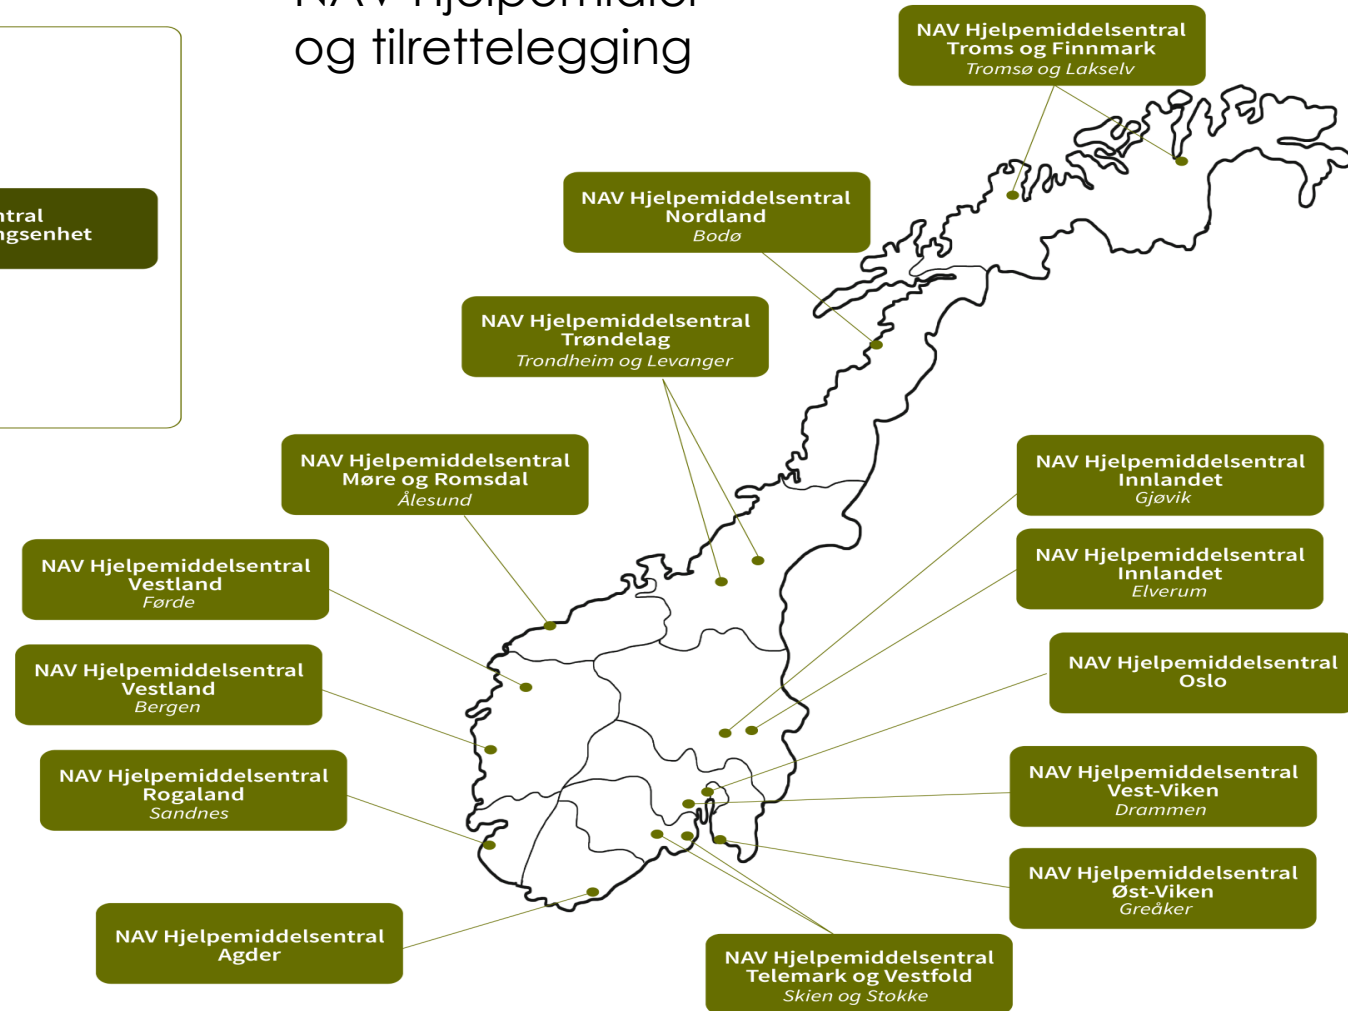 og tilrettelegging
NAV Hjelpemiddelsentral
Troms og Finnmark
Tromsø og Lakselv
NAV Hjelpemiddelsentral
Nordland
Bodø
NAV Hjelpemiddelsentral
Trøndelag
Trondheim og Levanger
NAV Hjelpemiddelsentral
Møre og Romsdal
Ålesund
NAV Hjelpemiddelsentral
Vestland
Førde
NAV Hjelpemiddelsentral
Vestland
Bergen
NAV Hjelpemiddelsentral
Rogaland
Sandnes
NAV Hjelpemiddelsentral
Agder
NAV Hjelpemiddelsentral
Innlandet
Gjøvik
NAV Hjelpemiddelsentral
Innlandet
Elverum
NAV Hjelpemiddelsentral
Oslo
NAV Hjelpemiddelsentral
Vest-Viken
Drammen
NAV Hjelpemiddelsentral
Øst-Viken
Greåker
NAV Hjelpemiddelsentral
Telemark og Vestfold
Skien og Stokke